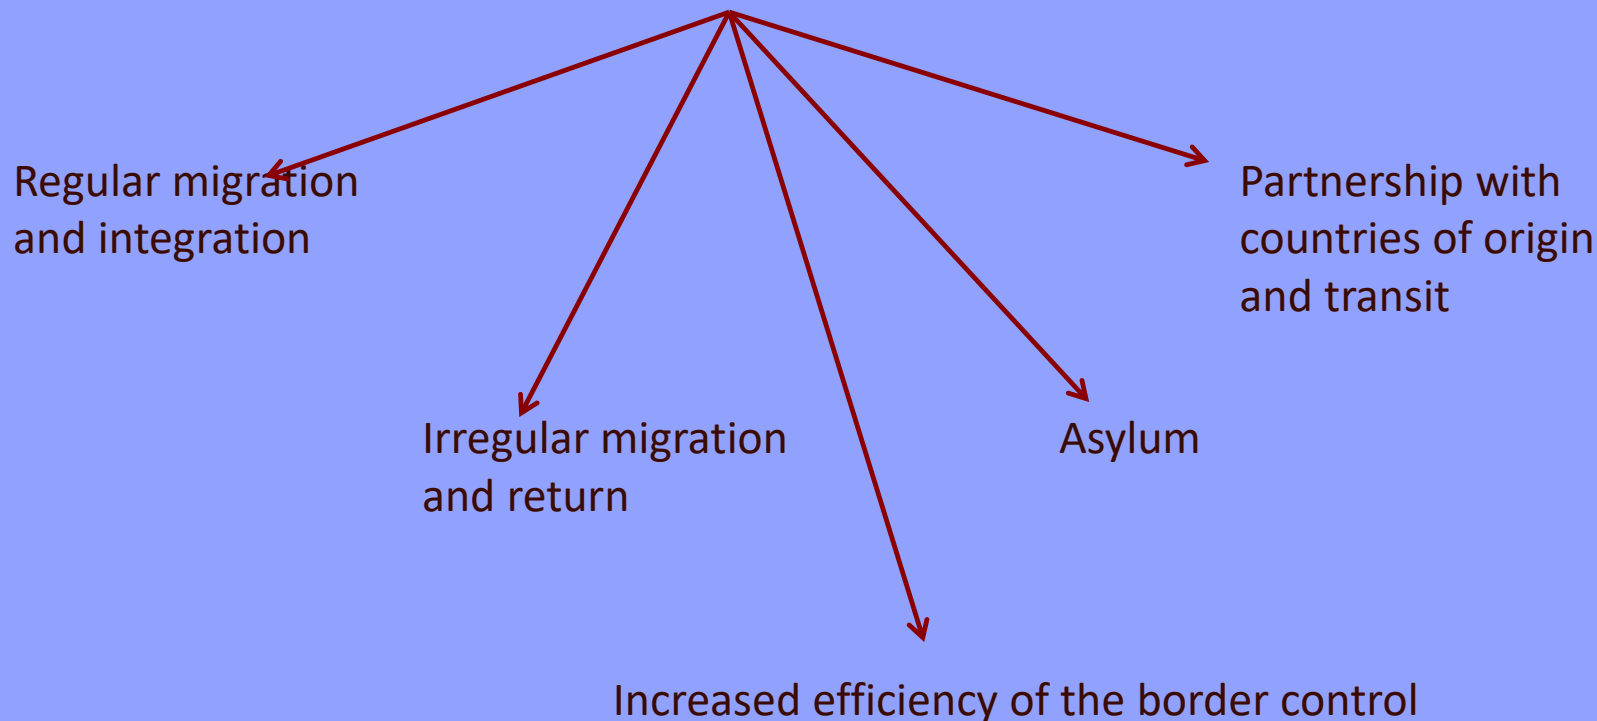 Regular migration
and integration
Partnership with
countries of origin
and transit
Irregular migration
and return
Asylum
Increased efficiency of the border control